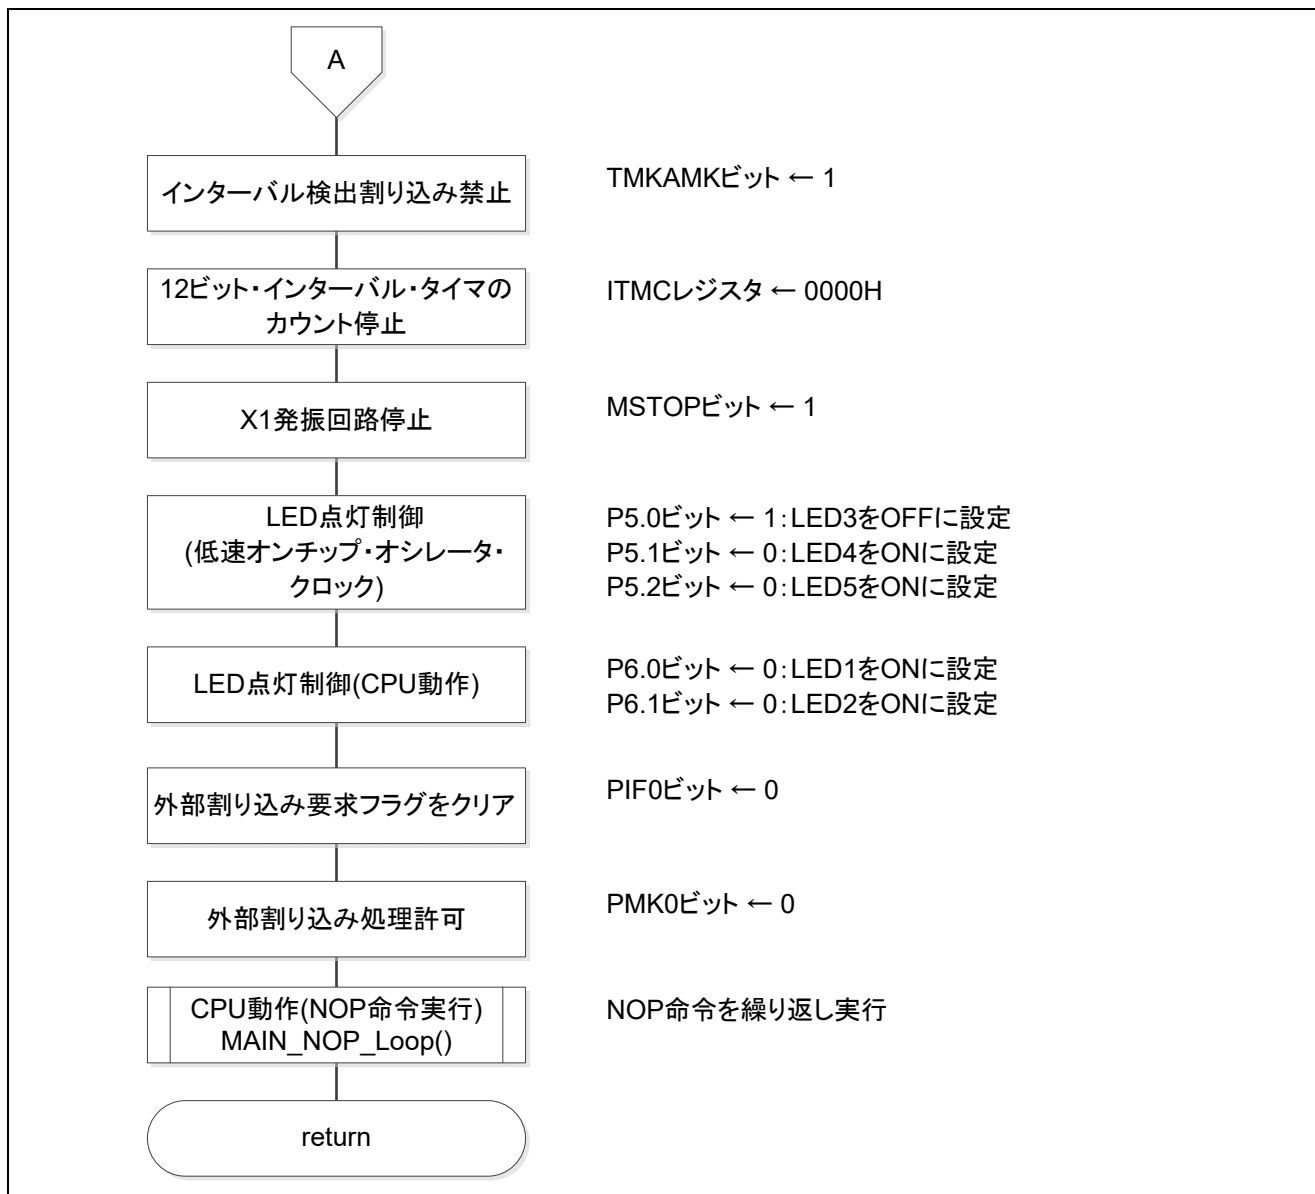 A
インターバル検出割り込み禁止
TMKAMKビット ← 1
12ビット・インターバル・タイマの
カウント停止
ITMCレジスタ ← 0000H
X1発振回路停止
MSTOPビット ← 1
LED点灯制御
(低速オンチップ・オシレータ・
クロック)
P5.0ビット ← 1:LED3をOFFに設定
P5.1ビット ← 0:LED4をONに設定
P5.2ビット ← 0:LED5をONに設定
LED点灯制御(CPU動作)
P6.0ビット ← 0:LED1をONに設定
P6.1ビット ← 0:LED2をONに設定
外部割り込み要求フラグをクリア
PIF0ビット ← 0
外部割り込み処理許可
PMK0ビット ← 0
CPU動作(NOP命令実行)
MAIN_NOP_Loop()
NOP命令を繰り返し実行
return